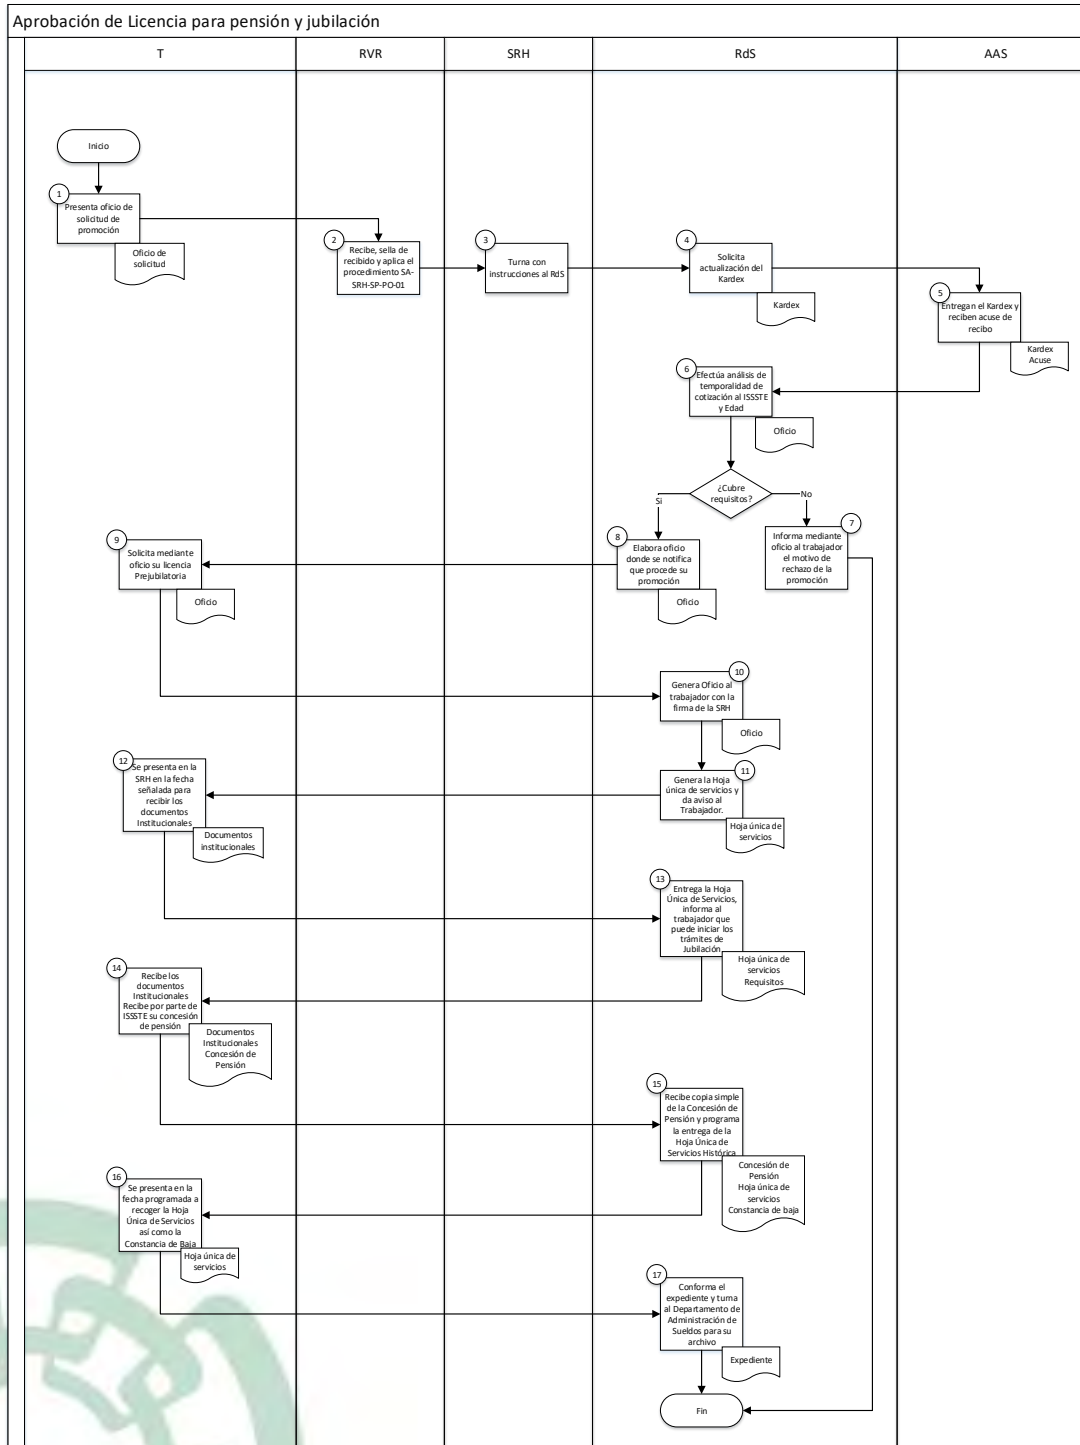 Aprobación de Licencia para pensión y jubilación
T
RVR
SRH
RdS
AAS
Inicio
1
Presenta oficio de
solicitud de
promoción
Oficio de
solicitud
2
Recibe, sella de
recibido y aplica el
procedimiento SA-
SRH-SP-PO-01
3
Turna con
instrucciones al RdS
4
Solicita
actualización del
Kardex
Kardex
5
Entregan el Kardex y
reciben acuse de
recibo
Kardex
Acuse
6
Efectúa análisis de
temporalidad de
cotización al ISSSTE
y Edad
Oficio
¿Cubre
requisitos?
Si
No
7
Informa mediante
oficio al trabajador
el motivo de
rechazo de la
promoción
8
Elabora oficio
donde se notifica
que procede su
promoción
Oficio
9
Solicita mediante
oficio su licencia
Prejubilatoria
Oficio
10
Genera Oficio al
trabajador con la
firma de la SRH
Oficio
11
Genera la Hoja
única de servicios y
da aviso al
Trabajador.
Hoja única de
servicios
12
Se presenta en la
SRH en la fecha
señalada para
recibir los
documentos
Institucionales
Documentos
institucionales
13
Entrega la Hoja
Única de Servicios,
informa al
trabajador que
puede iniciar los
trámites de
Jubilación
Hoja única de
servicios
Requisitos
14
Recibe los
documentos
Institucionales
Recibe por parte de
ISSSTE su concesión
de pensión
Documentos
Institucionales
Concesión de
Pensión
15
Recibe copia simple
de la Concesión de
Pensión y programa
la entrega de la
Hoja Única de
Servicios Histórica
Concesión de
Pensión
Hoja única de
servicios
Constancia de baja
16
Se presenta en la
fecha programada a
recoger la Hoja
Única de Servicios
así como la
Constancia de Baja
Hoja única de
servicios
17
Conforma el
expediente y turna
al Departamento de
Administración de
Sueldos para su
archivo
Expediente
Fin